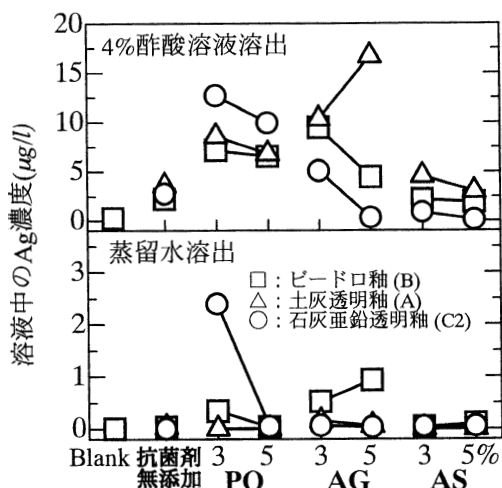 溶液中のAg濃度(μg/l)
20
4%酢酸溶液溶出
15
10
5
0
蒸留水溶出
3
□：ビードロ釉(B)
△：土灰透明釉(A)
○：石灰亜鉛透明釉(C2)
2
1
0
Blank 抗菌剤 3 5 3 5 3 5%
無添加 PO AG AS